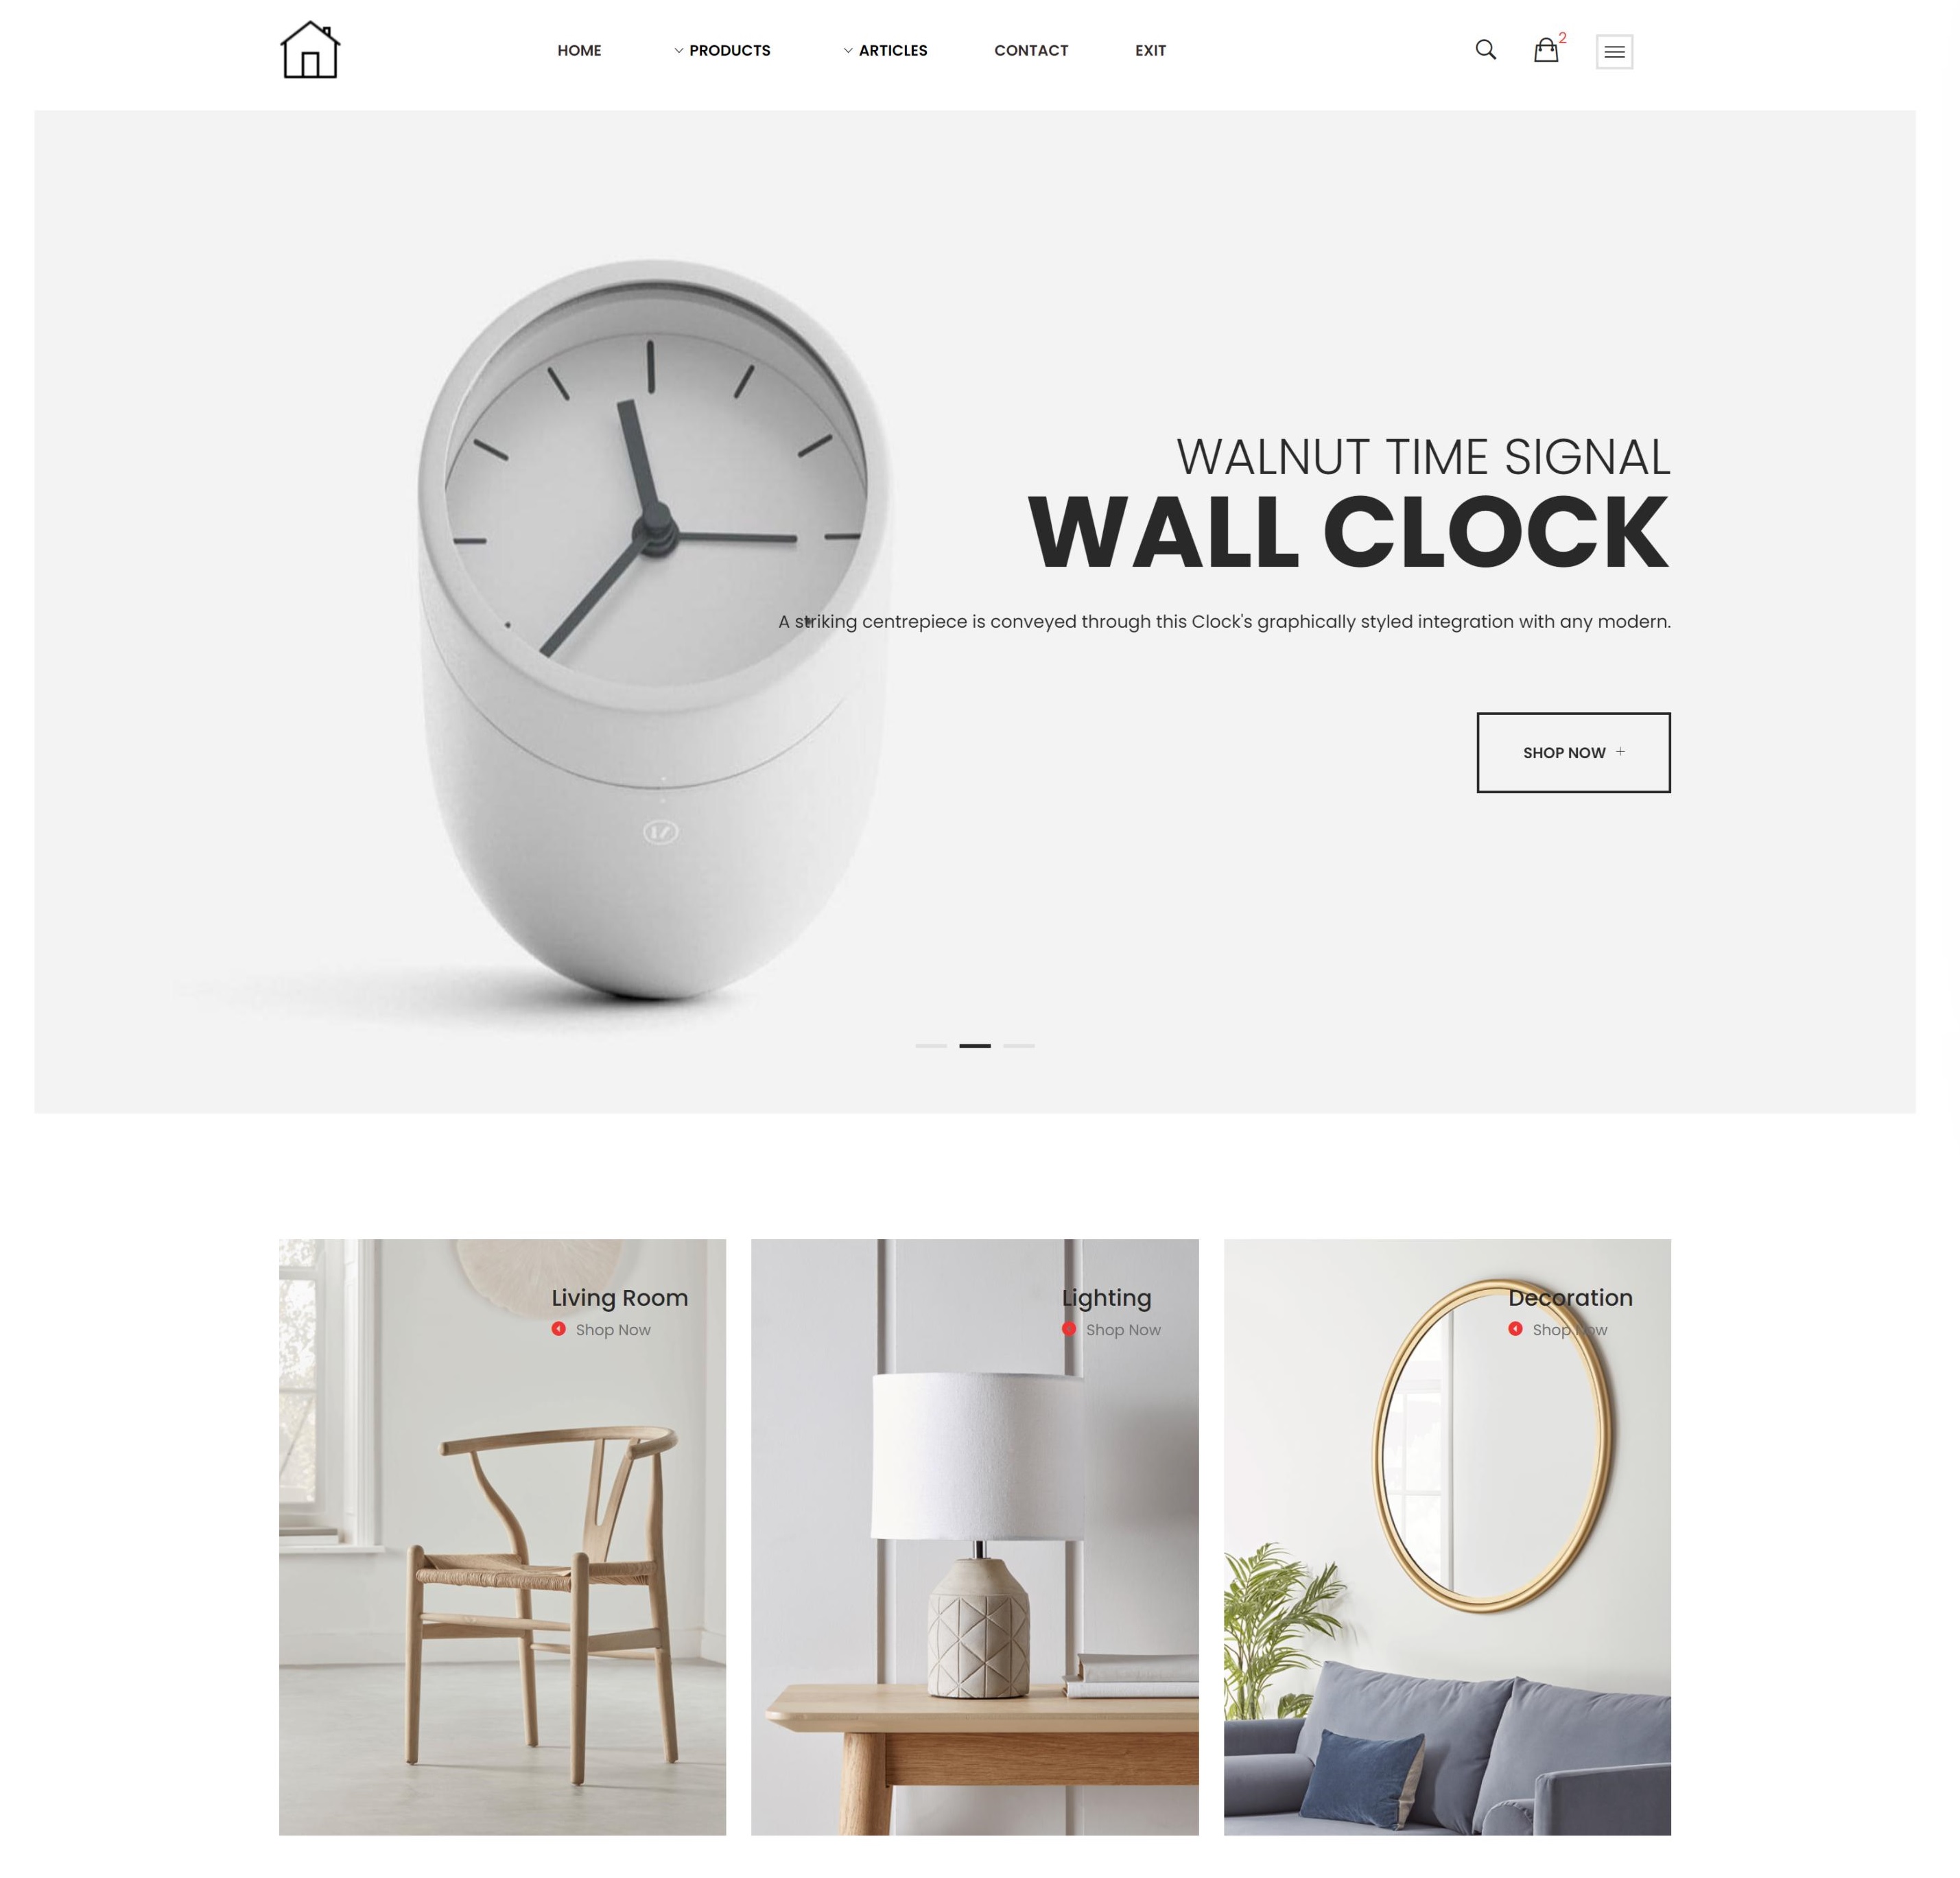 HOME
PRODUCTS
ARTICLES
CONTACT
EXIT
2
WALNUT TIME SIGNAL
WALL CLOCK
A striking centrepiece is conveyed through this Clock's graphically styled integration with any modern.
SHOP NOW +
Living Room
Shop Now
Lighting
Shop Now
Decoration
Shop Now